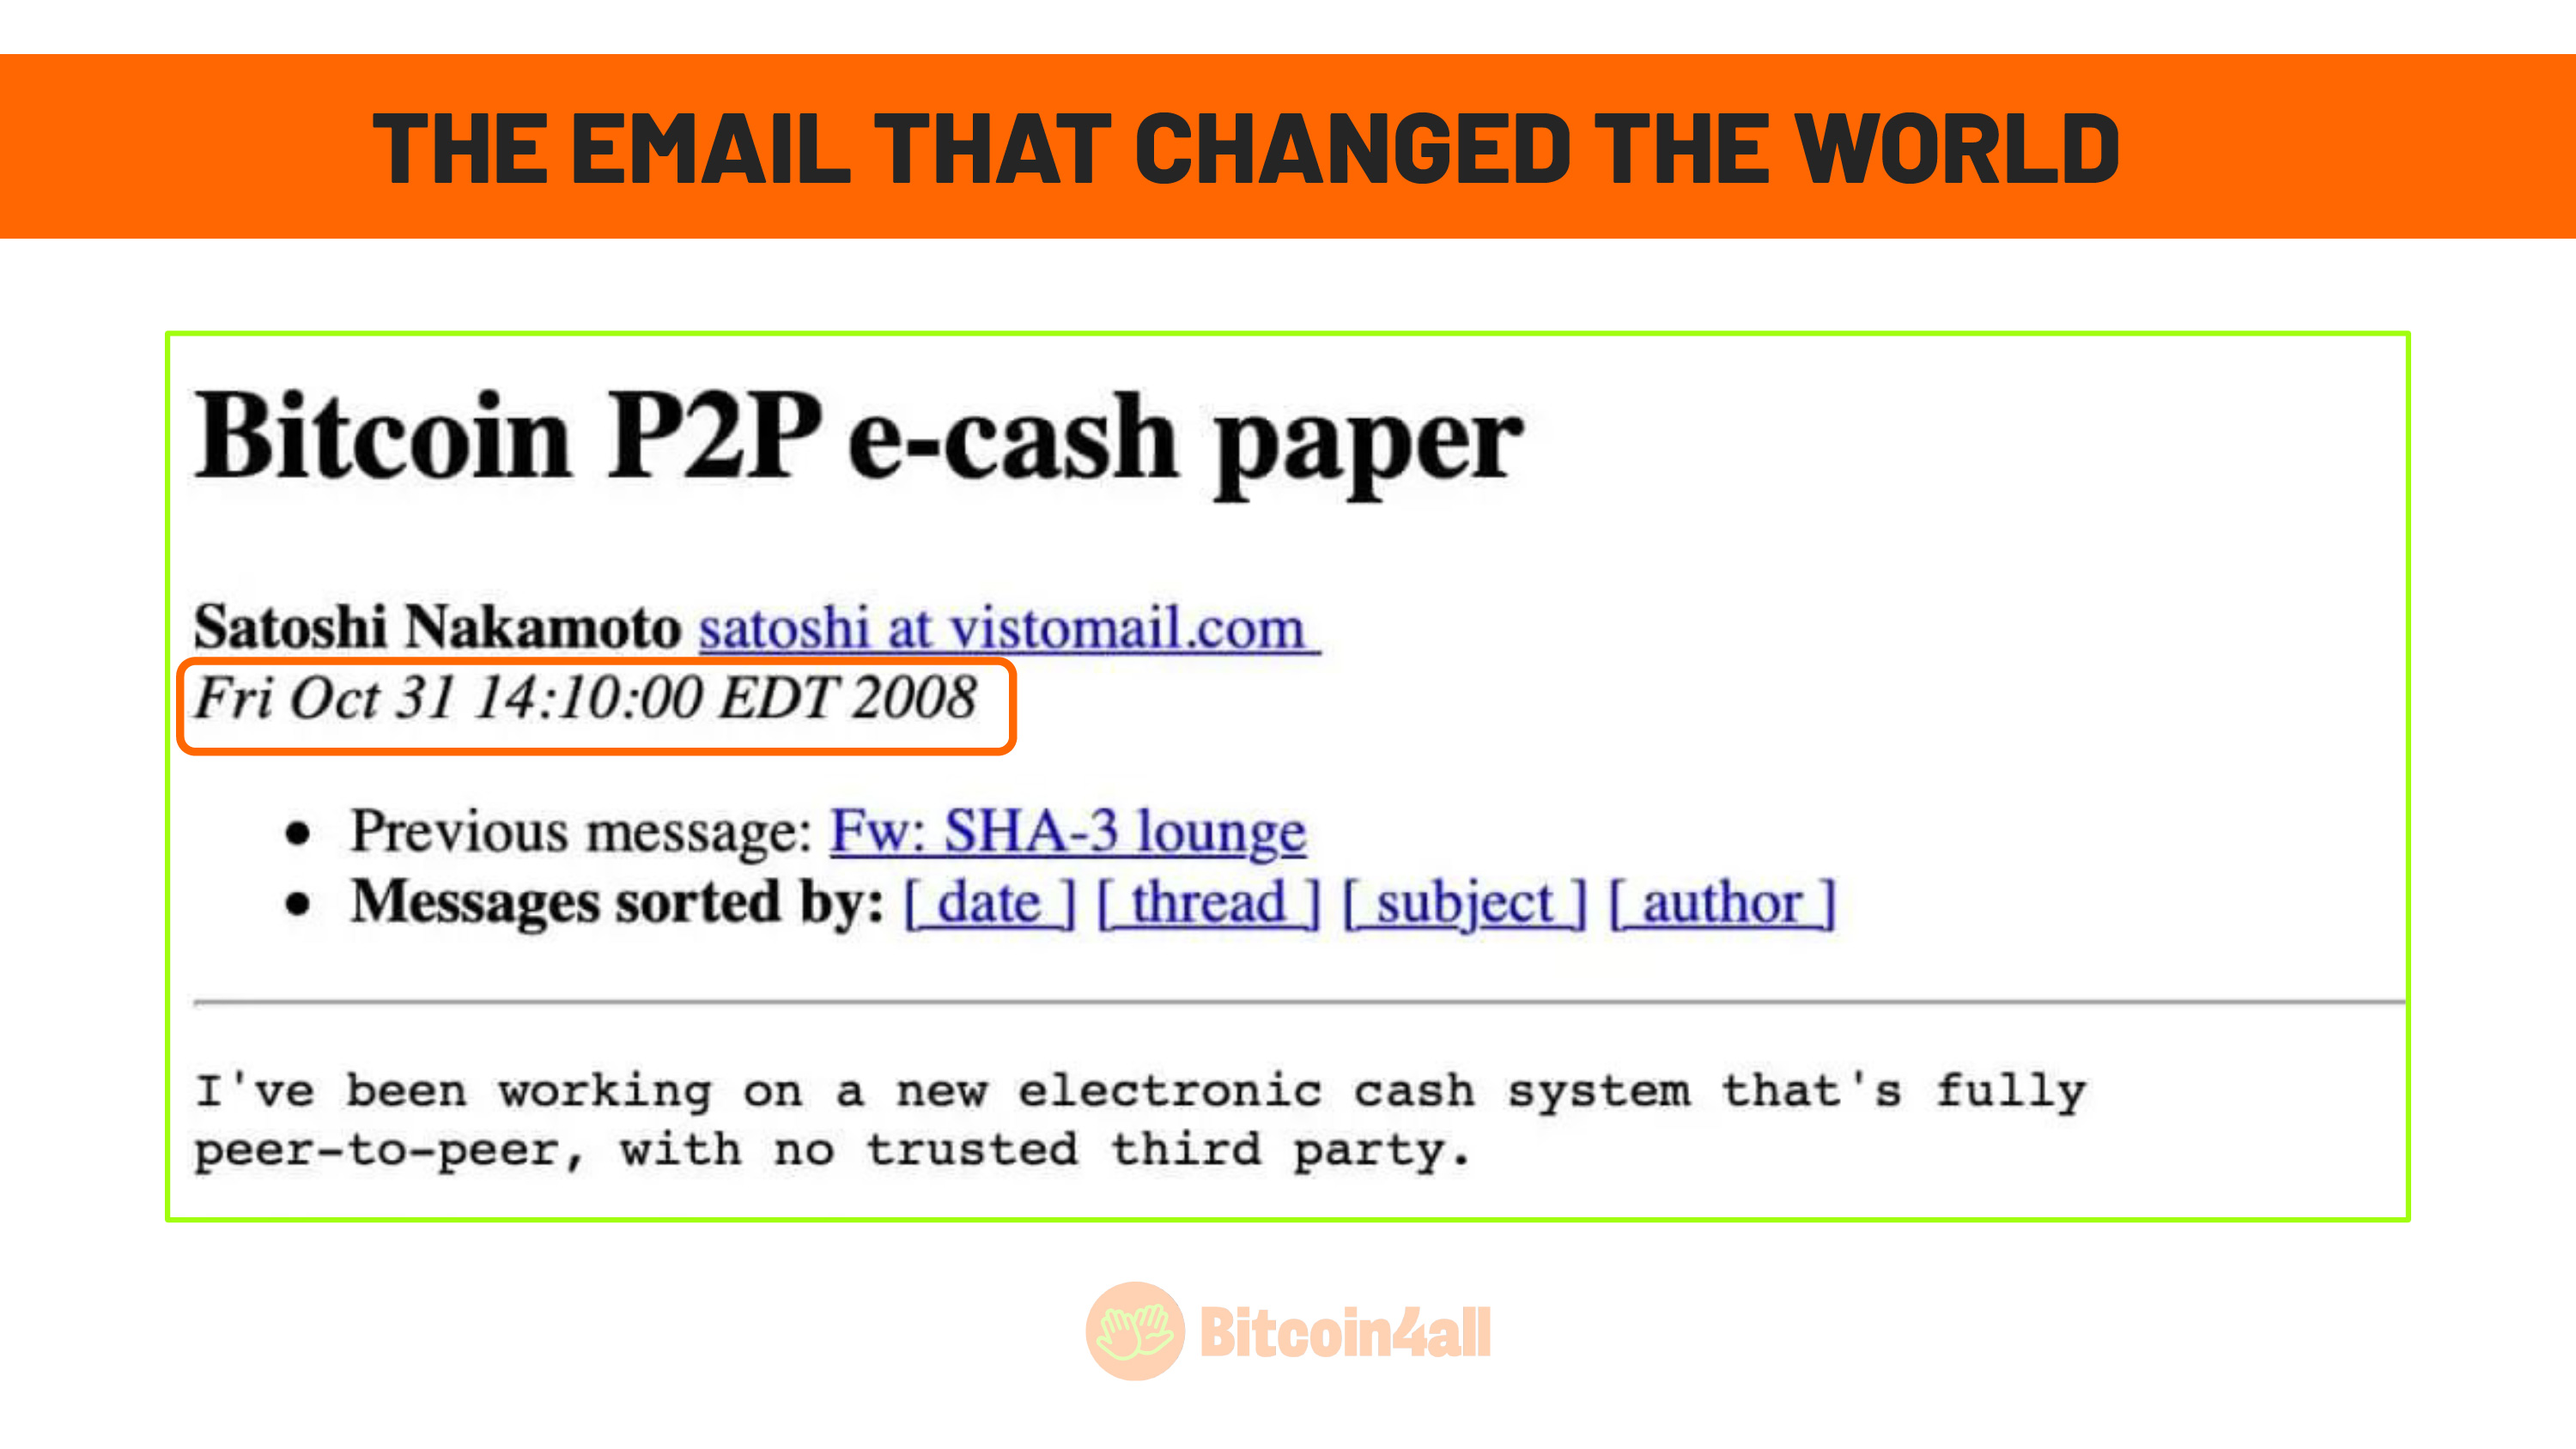 THE EMAIL THAT CHANGED THE WORLD
Bitcoin P2P e-cash paper
Satoshi Nakamoto satoshi at vistomail.com
Fri Oct 31 14:10:00 EDT 2008
• Previous message: Fw: SHA-3 lounge
• Messages sorted by: [ date ] [ thread ] [ subject ] [ author ]
I've been working on a new electronic cash system that's fully
peer-to-peer, with no trusted third party.
Bitcoin4all